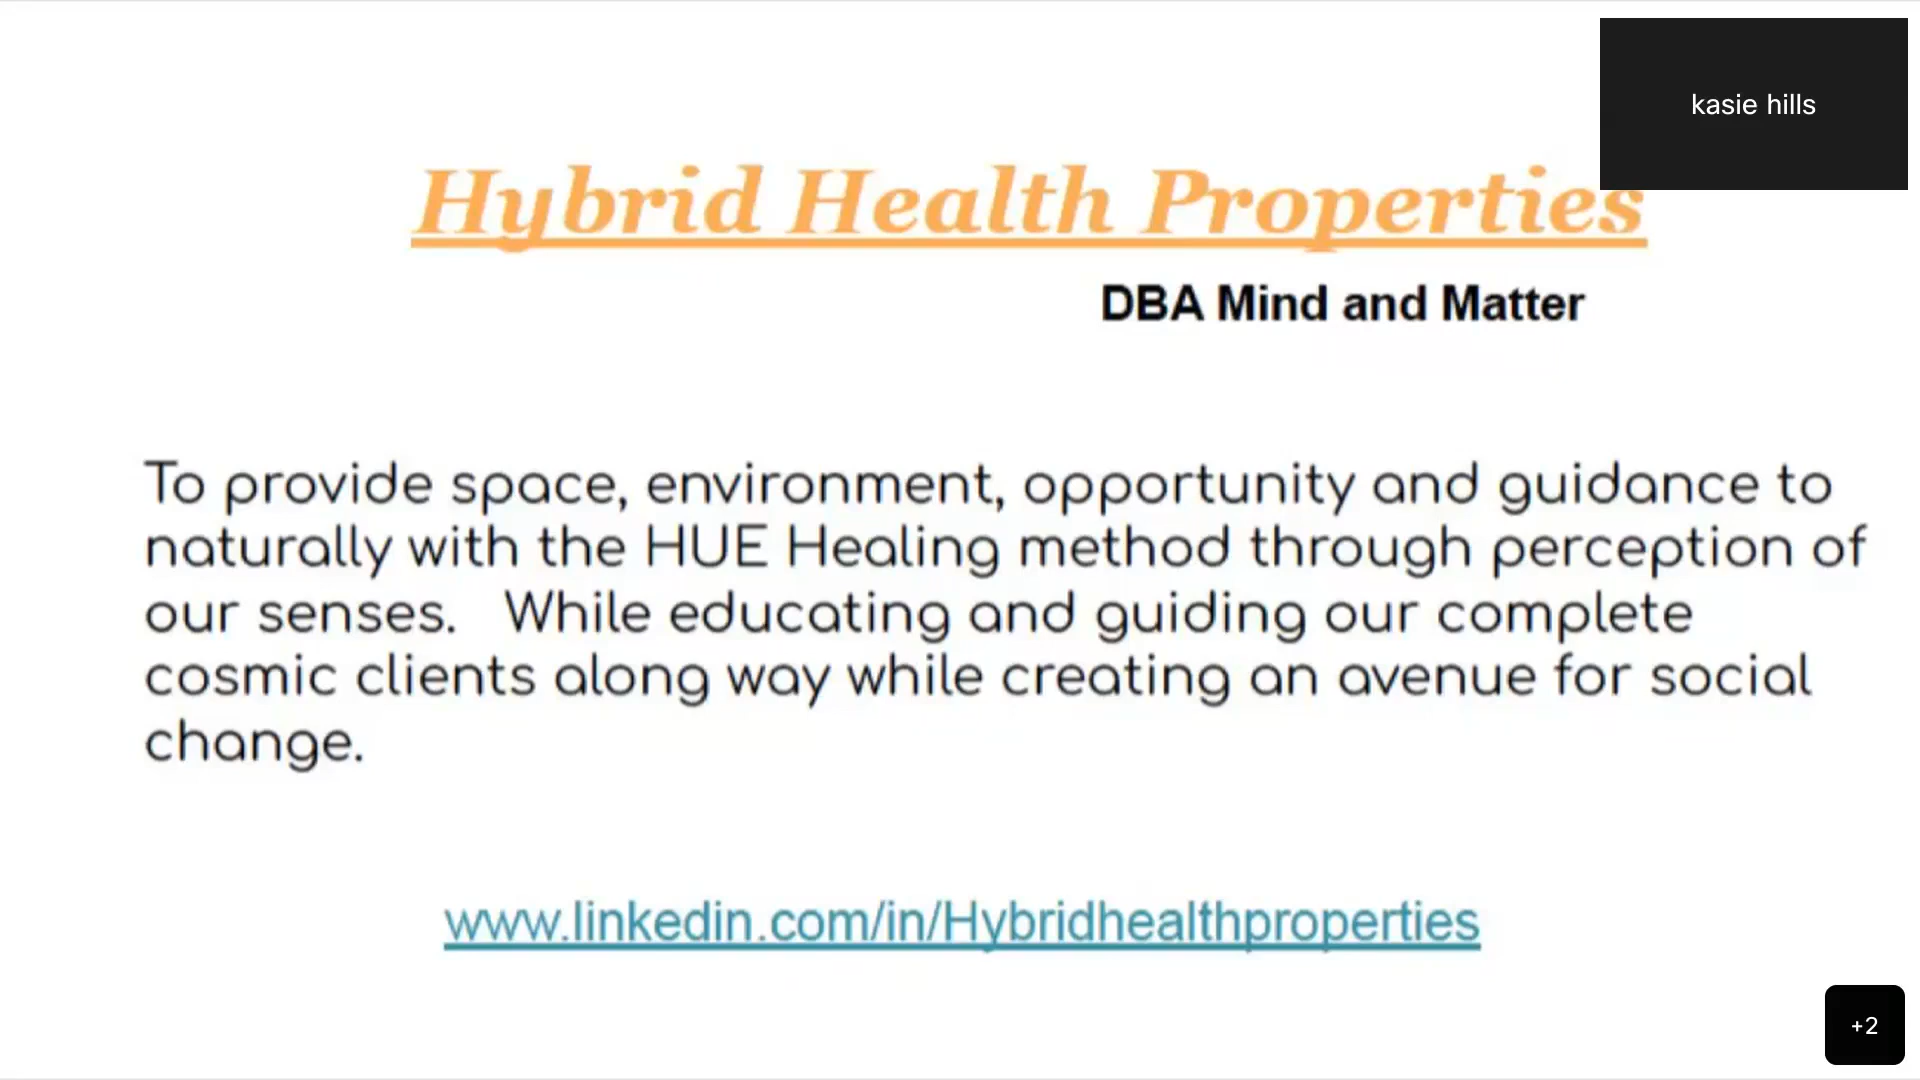 kasie hills
Hybrid Health Properties
DBA Mind and Matter
To provide space, environment, opportunity and guidance to
naturally with the HUE Healing method through perception of
our senses.   While educating and guiding our complete
cosmic clients along way while creating an avenue for social
change.
www.linkedin.com/in/Hybridhealthproperties
+2